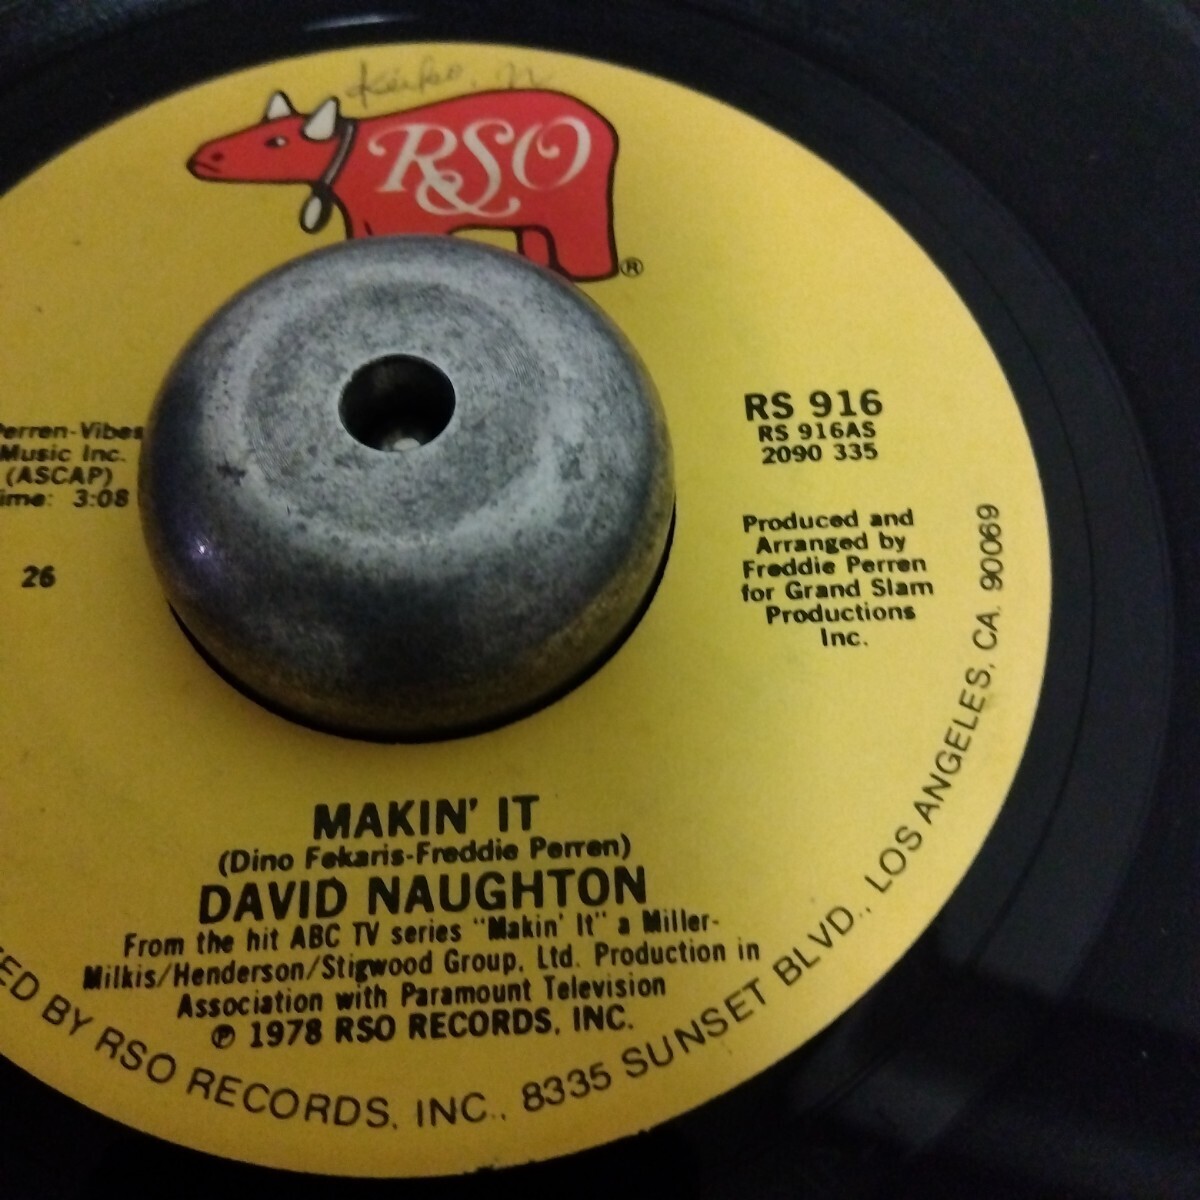 RSO
®
Perren-Vibes
Music Inc.
(ASCAP)
ime: 3:08
26
RS 916
RS 916AS
2090 335
Produced and
Arranged by
Freddie Perren
for Grand Slam
Productions
Inc.
MAKIN' IT
(Dino Fekaris-Freddie Perren)
DAVID NAUGHTON
From the hit ABC TV series "Makin' It" a Miller-
Milkis/Henderson/Stigwood Group, Ltd. Production in
Association with Paramount Television
℗ 1978 RSO RECORDS, INC.
ED BY RSO RECORDS, INC., 8335 SUNSET BLVD., LOS ANGELES, CA. 90069